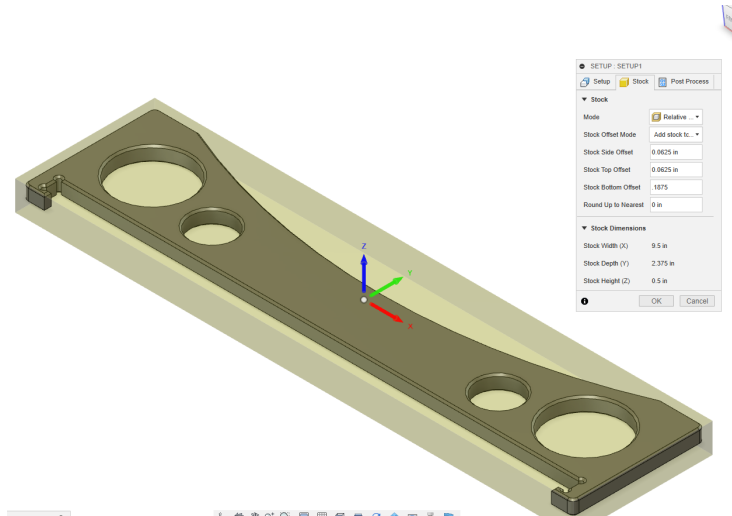 SETUP : SETUP1
Setup Stock Post Process
Stock
Mode Relative ...
Stock Offset Mode Add stock tc...
Stock Side Offset 0.0625 in
Stock Top Offset 0.0625 in
Stock Bottom Offset .1875
Round Up to Nearest 0 in
Stock Dimensions
Stock Width (X) 9.5 in
Stock Depth (Y) 2.375 in
Stock Height (Z) 0.5 in
OK Cancel
Z
Y
X